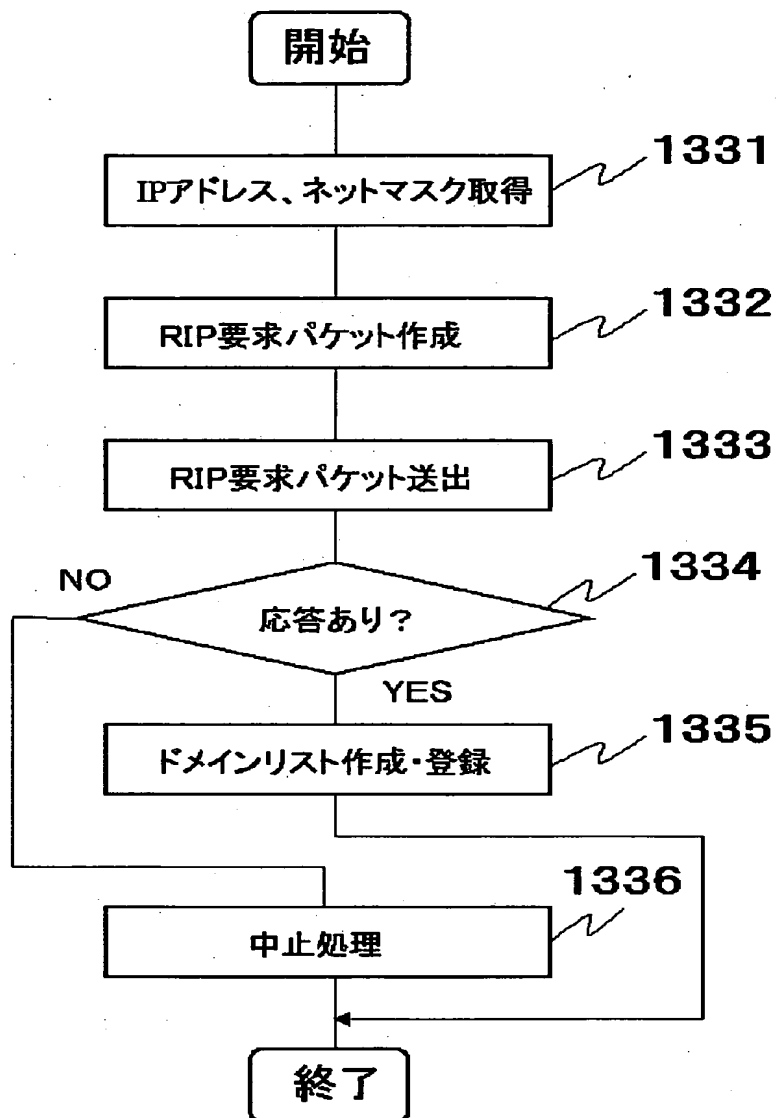 開始
1331
IPアドレス、ネットマスク取得
1332
RIP要求パケット作成
1333
RIP要求パケット送出
1334
NO
応答あり?
YES
1335
ドメインリスト作成・登録
1336
中止処理
終了